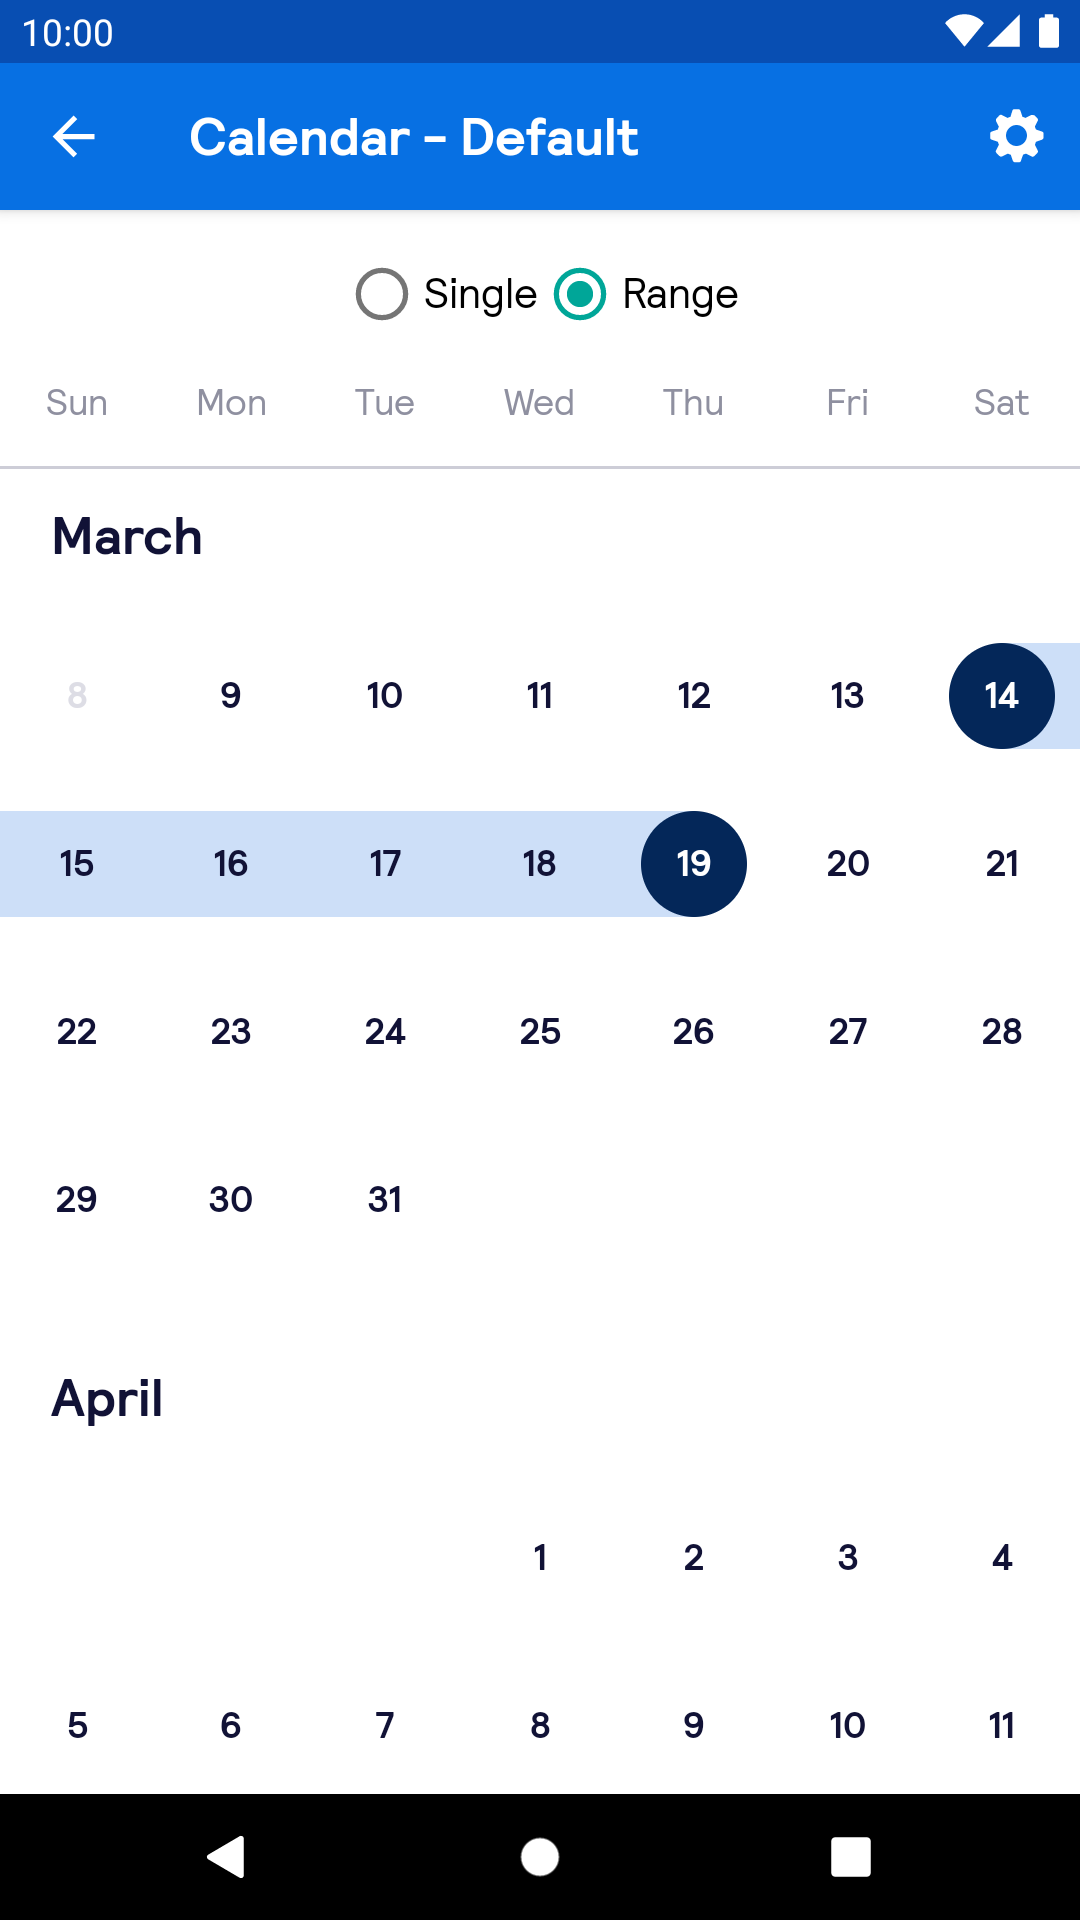 10:00
Calendar - Default
Single Range
Sun Mon Tue Wed Thu Fri Sat
March
8 9 10 11 12 13 14
15 16 17 18 19 20 21
22 23 24 25 26 27 28
29 30 31
April
1 2 3 4
5 6 7 8 9 10 11